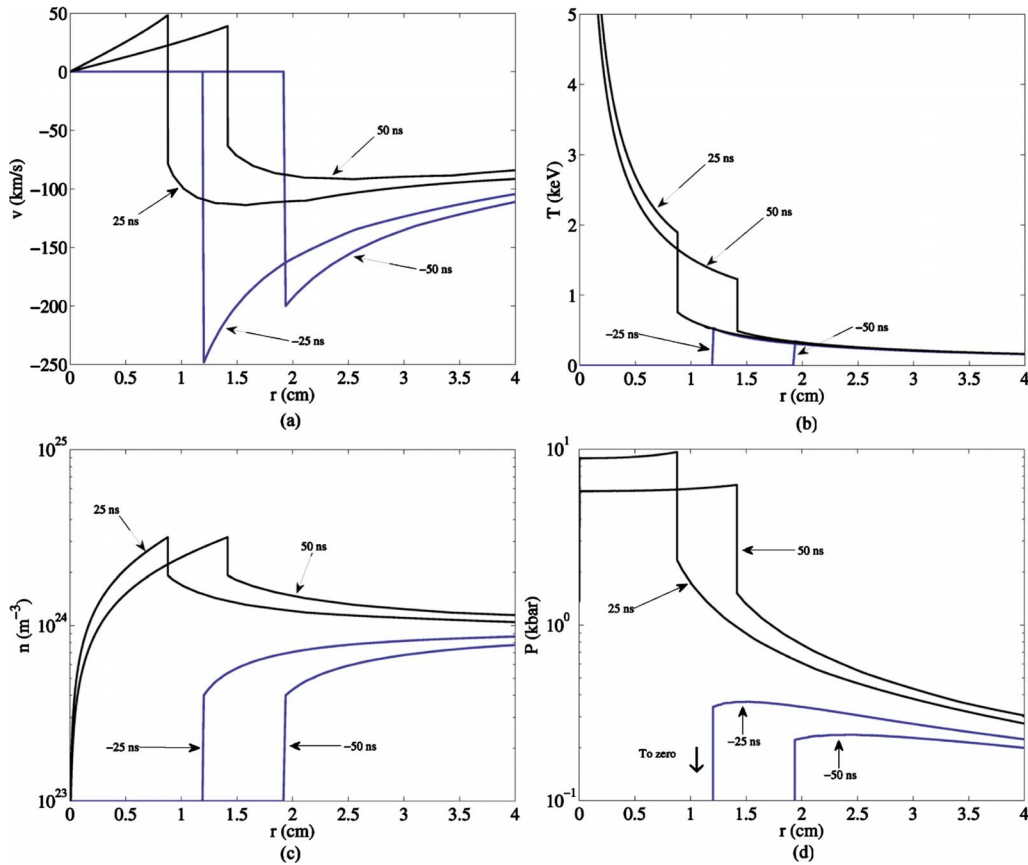 50
0
−50
−100
−150
−200
−250
v (km/s)
0
0.5
1
1.5
2
2.5
3
3.5
4
r (cm)
(a)
50 ns
25 ns
−50 ns
−25 ns
5
4
3
2
1
0
T (keV)
0
0.5
1
1.5
2
2.5
3
3.5
4
r (cm)
(b)
25 ns
50 ns
−25 ns
−50 ns
10^25
10^24
10^23
n (m^−3)
0
0.5
1
1.5
2
2.5
3
3.5
4
r (cm)
(c)
25 ns
50 ns
−25 ns
−50 ns
10^1
10^0
10^−1
P (kbar)
0
0.5
1
1.5
2
2.5
3
3.5
4
r (cm)
(d)
50 ns
25 ns
To zero
−25 ns
−50 ns